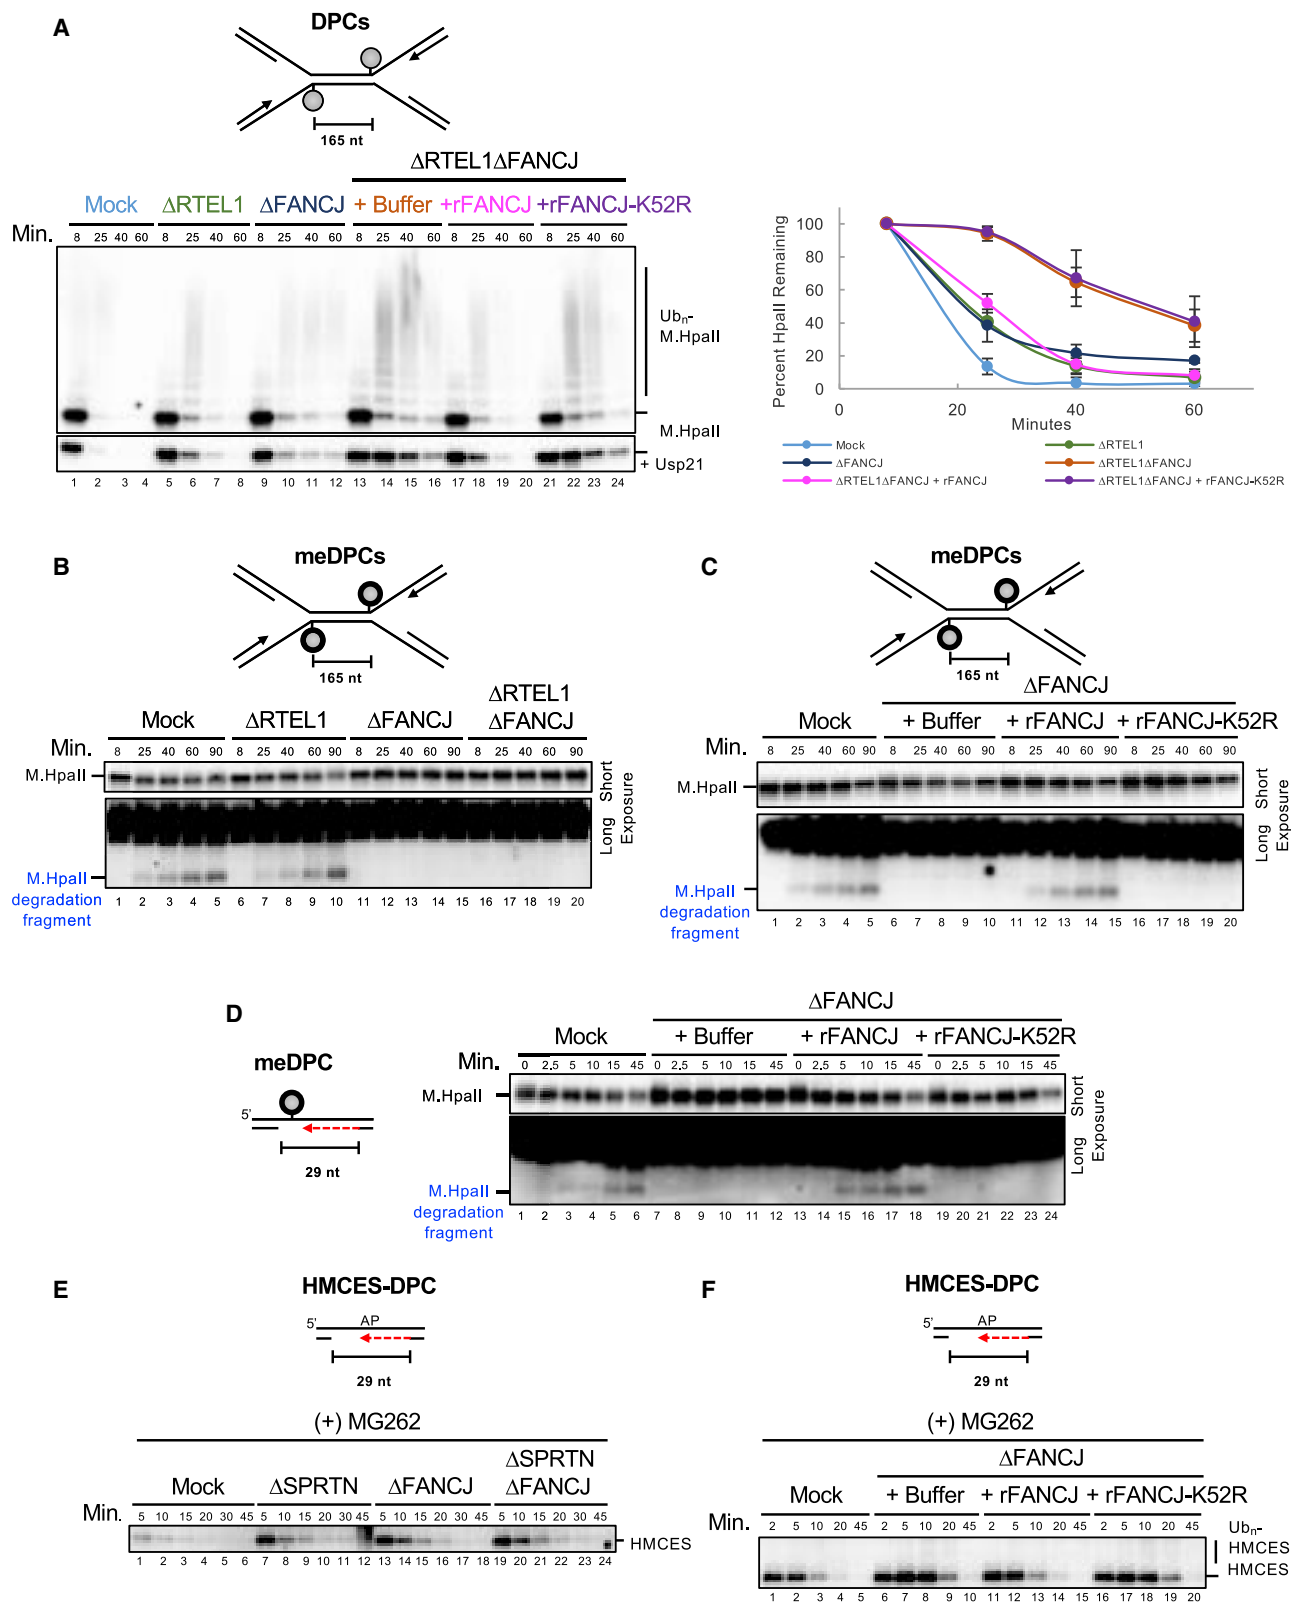 A
DPCs
165 nt
ΔRTEL1ΔFANCJ
Mock ΔRTEL1 ΔFANCJ + Buffer +rFANCJ +rFANCJ-K52R
Min. 8 25 40 60 8 25 40 60 8 25 40 60 8 25 40 60 8 25 40 60 8 25 40 60
Ubn-
M.HpaII
M.HpaII
+ Usp21
1 2 3 4 5 6 7 8 9 10 11 12 13 14 15 16 17 18 19 20 21 22 23 24
Percent HpaII Remaining
100
80
60
40
20
0
0 20 40 60
Minutes
Mock ΔRTEL1
ΔFANCJ ΔRTEL1ΔFANCJ
ΔRTEL1ΔFANCJ + rFANCJ ΔRTEL1ΔFANCJ + rFANCJ-K52R
B
meDPCs
165 nt
ΔRTEL1
Mock ΔRTEL1 ΔFANCJ ΔFANCJ
Min. 8 25 40 60 90 8 25 40 60 90 8 25 40 60 90 8 25 40 60 90
M.HpaII
Short
Long
Exposure
M.HpaII
degradation
fragment
1 2 3 4 5 6 7 8 9 10 11 12 13 14 15 16 17 18 19 20
C
meDPCs
165 nt
ΔFANCJ
Mock + Buffer + rFANCJ + rFANCJ-K52R
Min. 8 25 40 60 90 8 25 40 60 90 8 25 40 60 90 8 25 40 60 90
M.HpaII
Short
Long
Exposure
M.HpaII
degradation
fragment
1 2 3 4 5 6 7 8 9 10 11 12 13 14 15 16 17 18 19 20
D
meDPC
5'
29 nt
ΔFANCJ
Mock + Buffer + rFANCJ + rFANCJ-K52R
Min. 0 2,5 5 10 15 45 0 2,5 5 10 15 45 0 2,5 5 10 15 45 0 2,5 5 10 15 45
M.HpaII
Short
Long
Exposure
M.HpaII
degradation
fragment
1 2 3 4 5 6 7 8 9 10 11 12 13 14 15 16 17 18 19 20 21 22 23 24
E
HMCES-DPC
5' AP
29 nt
(+) MG262
ΔSPRTN
Mock ΔSPRTN ΔFANCJ ΔFANCJ
Min. 5 10 15 20 30 45 5 10 15 20 30 45 5 10 15 20 30 45 5 10 15 20 30 45
HMCES
1 2 3 4 5 6 7 8 9 10 11 12 13 14 15 16 17 18 19 20 21 22 23 24
F
HMCES-DPC
5' AP
29 nt
(+) MG262
ΔFANCJ
Mock + Buffer + rFANCJ + rFANCJ-K52R
Min. 2 5 10 20 45 2 5 10 20 45 2 5 10 20 45 2 5 10 20 45
Ubn-
HMCES
HMCES
1 2 3 4 5 6 7 8 9 10 11 12 13 14 15 16 17 18 19 20